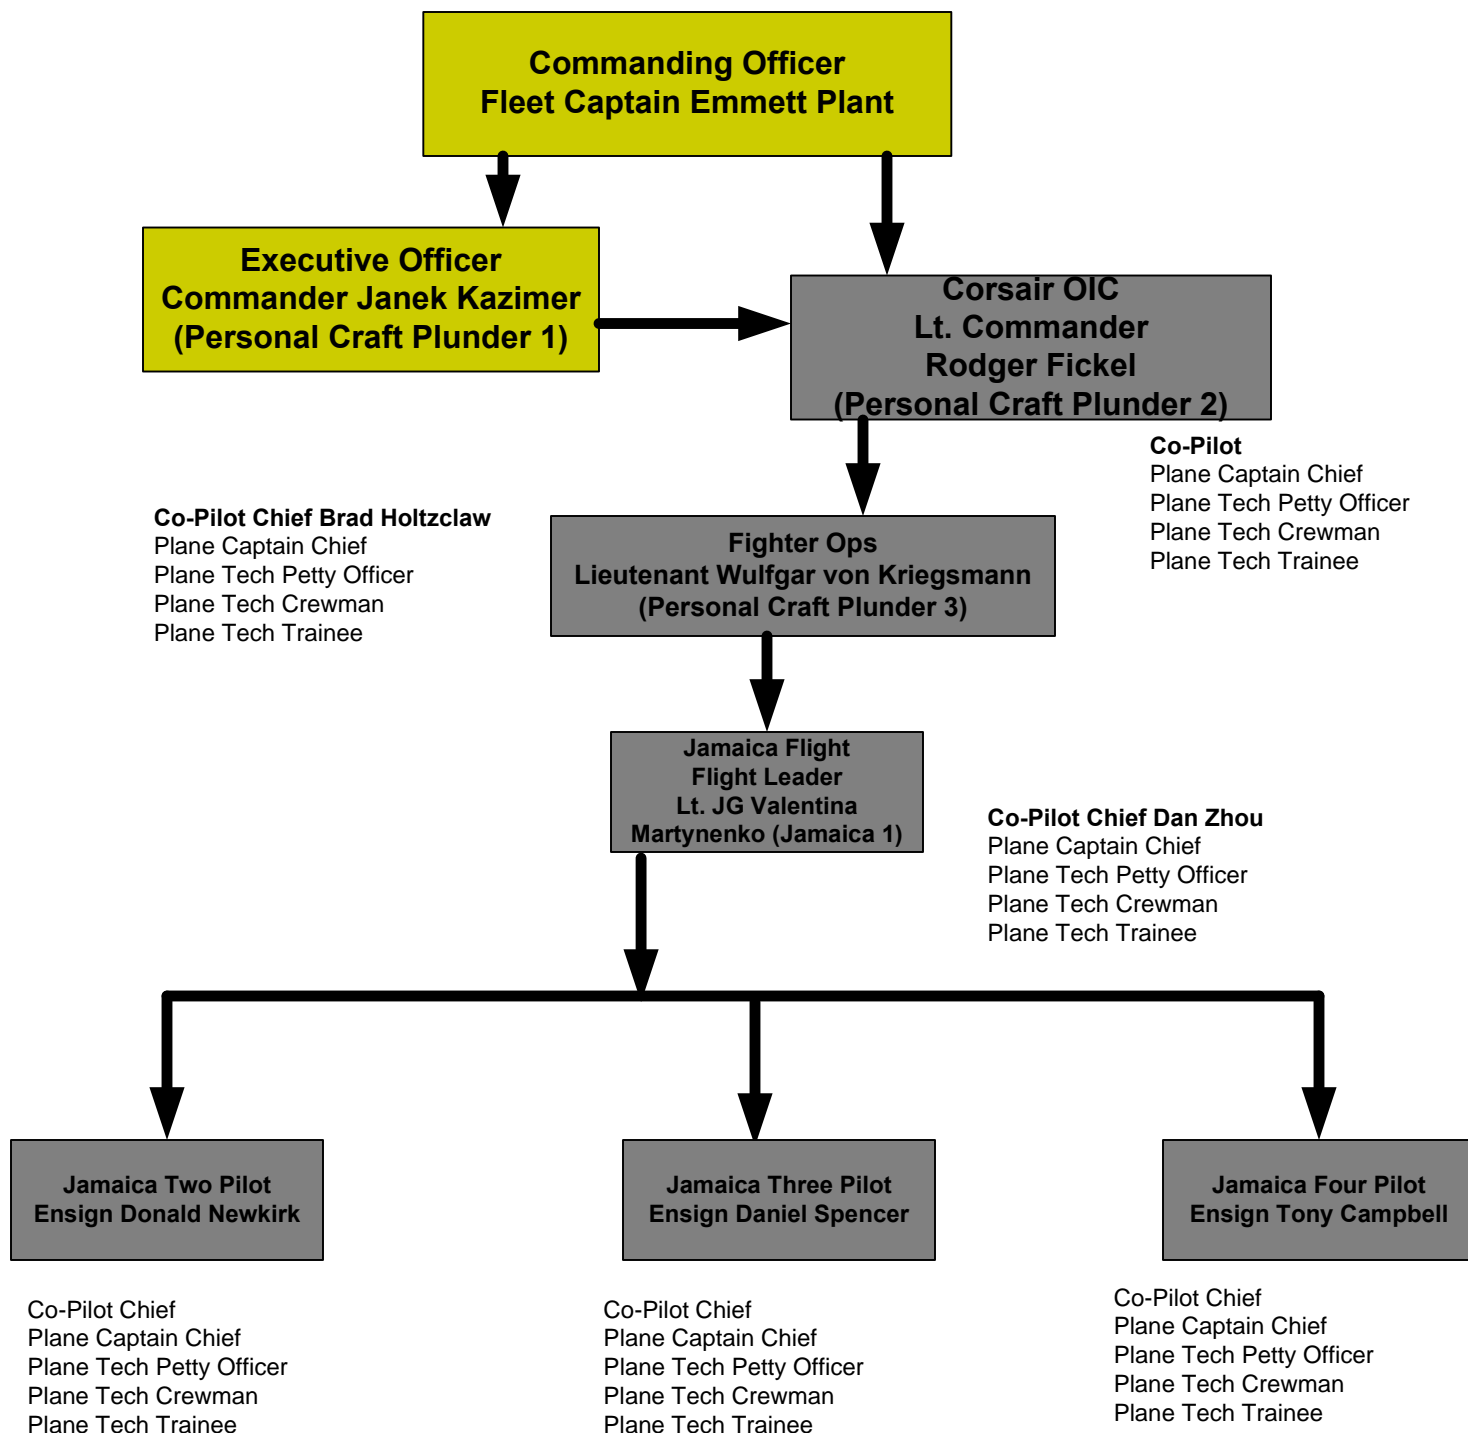 Commanding Officer
Fleet Captain Emmett Plant
Executive Officer
Commander Janek Kazimer
(Personal Craft Plunder 1)
Corsair OIC
Lt. Commander
Rodger Fickel
(Personal Craft Plunder 2)
Co-Pilot
Plane Captain Chief
Plane Tech Petty Officer
Plane Tech Crewman
Plane Tech Trainee
Co-Pilot Chief Brad Holtzclaw
Plane Captain Chief
Plane Tech Petty Officer
Plane Tech Crewman
Plane Tech Trainee
Fighter Ops
Lieutenant Wulfgar von Kriegsmann
(Personal Craft Plunder 3)
Jamaica Flight
Flight Leader
Lt. JG Valentina
Martynenko (Jamaica 1)
Co-Pilot Chief Dan Zhou
Plane Captain Chief
Plane Tech Petty Officer
Plane Tech Crewman
Plane Tech Trainee
Jamaica Two Pilot
Ensign Donald Newkirk
Jamaica Three Pilot
Ensign Daniel Spencer
Jamaica Four Pilot
Ensign Tony Campbell
Co-Pilot Chief
Plane Captain Chief
Plane Tech Petty Officer
Plane Tech Crewman
Plane Tech Trainee
Co-Pilot Chief
Plane Captain Chief
Plane Tech Petty Officer
Plane Tech Crewman
Plane Tech Trainee
Co-Pilot Chief
Plane Captain Chief
Plane Tech Petty Officer
Plane Tech Crewman
Plane Tech Trainee